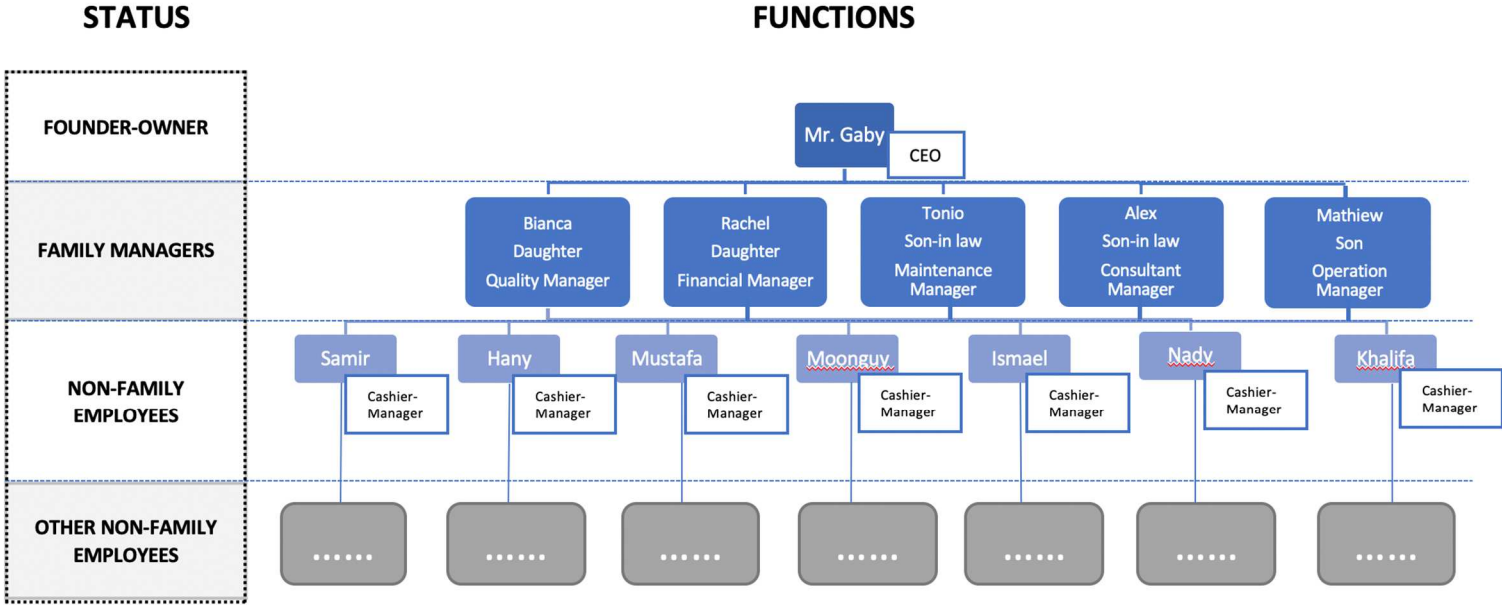 STATUS
FUNCTIONS
FOUNDER-OWNER
Mr. Gaby
CEO
FAMILY MANAGERS
Bianca
Daughter
Quality Manager
Rachel
Daughter
Financial Manager
Tonio
Son-in law
Maintenance
Manager
Alex
Son-in law
Consultant
Manager
Mathiew
Son
Operation
Manager
NON-FAMILY
EMPLOYEES
Samir
Cashier-
Manager
Hany
Cashier-
Manager
Mustafa
Cashier-
Manager
Moonguy
Cashier-
Manager
Ismael
Cashier-
Manager
Nady
Cashier-
Manager
Khalifa
Cashier-
Manager
OTHER NON-FAMILY
EMPLOYEES
......
......
......
......
......
......
......